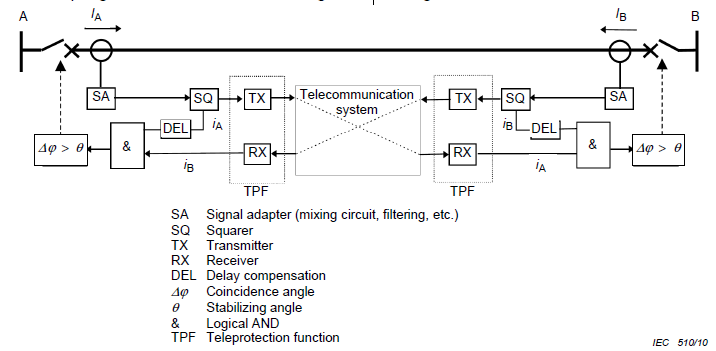 A
I_A
I_B
B
SA
SQ
TX
Telecommunication
system
TX
SQ
SA
DEL
i_A
i_B
DEL
Δφ > θ
&
RX
RX
&
Δφ > θ
i_B
i_A
TPF
TPF
SA Signal adapter (mixing circuit, filtering, etc.)
SQ Squarer
TX Transmitter
RX Receiver
DEL Delay compensation
Δφ Coincidence angle
θ Stabilizing angle
& Logical AND
TPF Teleprotection function
IEC 510/10